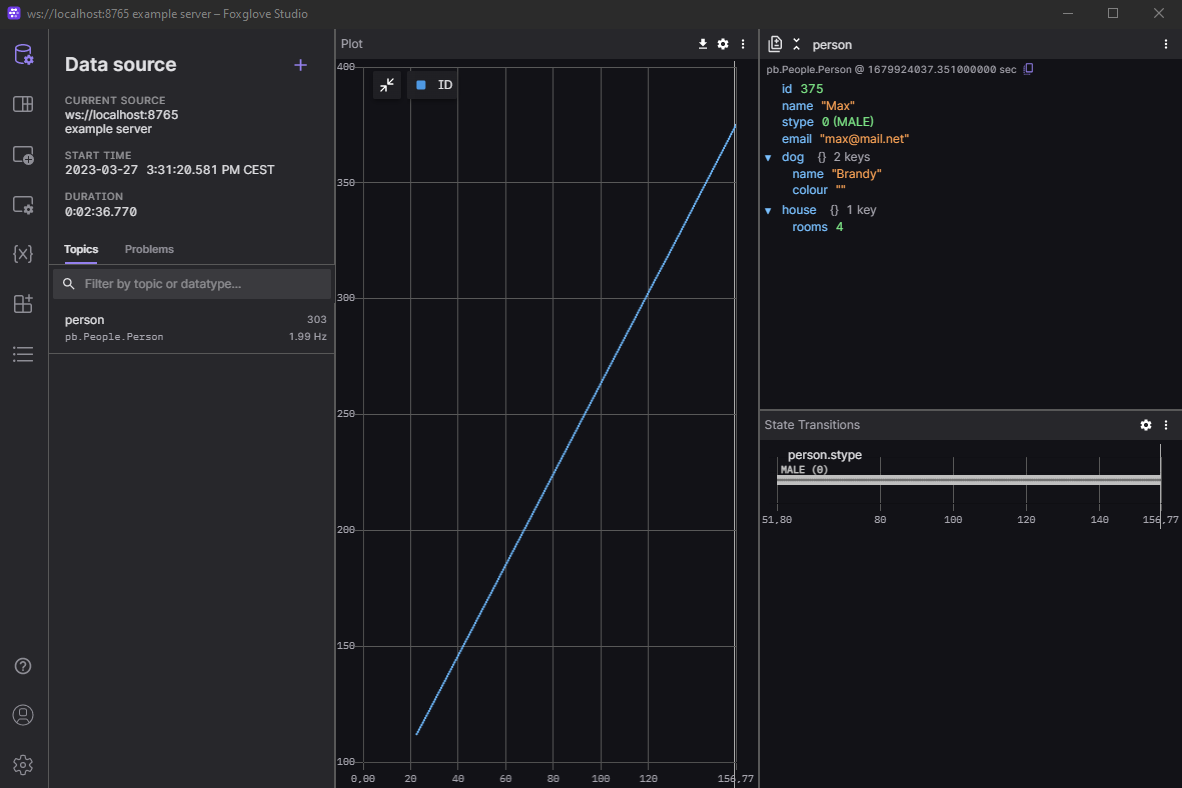 ws://localhost:8765 example server – Foxglove Studio
Data source
CURRENT SOURCE
ws://localhost:8765
example server
START TIME
2023-03-27 3:31:20.581 PM CEST
DURATION
0:02:36.770
Topics Problems
Filter by topic or datatype...
person 303
pb.People.Person 1.99 Hz
Plot
ID
400
350
300
250
200
150
100
0,00 20 40 60 80 100 120 156,77
person
pb.People.Person @ 1679924037.351000000 sec
id 375
name "Max"
stype 0 (MALE)
email "max@mail.net"
dog {} 2 keys
name "Brandy"
colour ""
house {} 1 key
rooms 4
State Transitions
person.stype
MALE (0)
51,80 80 100 120 140 156,77